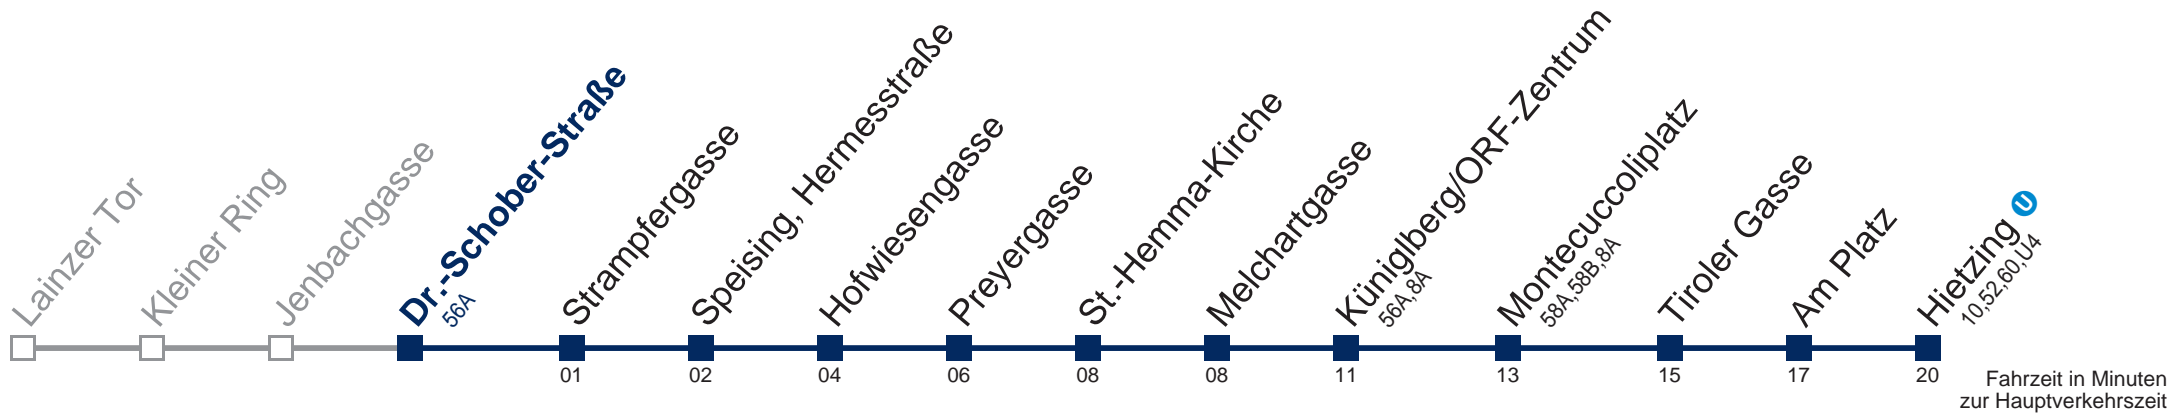 Lainzer Tor
Kleiner Ring
Jenbachgasse
Dr.-Schober-Straße
56A
Strampfergasse
Speising, Hermesstraße
Hofwiesengasse
Preyergasse
St.-Hemma-Kirche
Melchartgasse
Küniglberg/ORF-Zentrum
56A,8A
Montecuccoliplatz
58A,58B,8A
Tiroler Gasse
Am Platz
Hietzing U
10,52,60,U4
01 02 04 06 08 08 11 13 15 17 20
Fahrzeit in Minuten
zur Hauptverkehrszeit